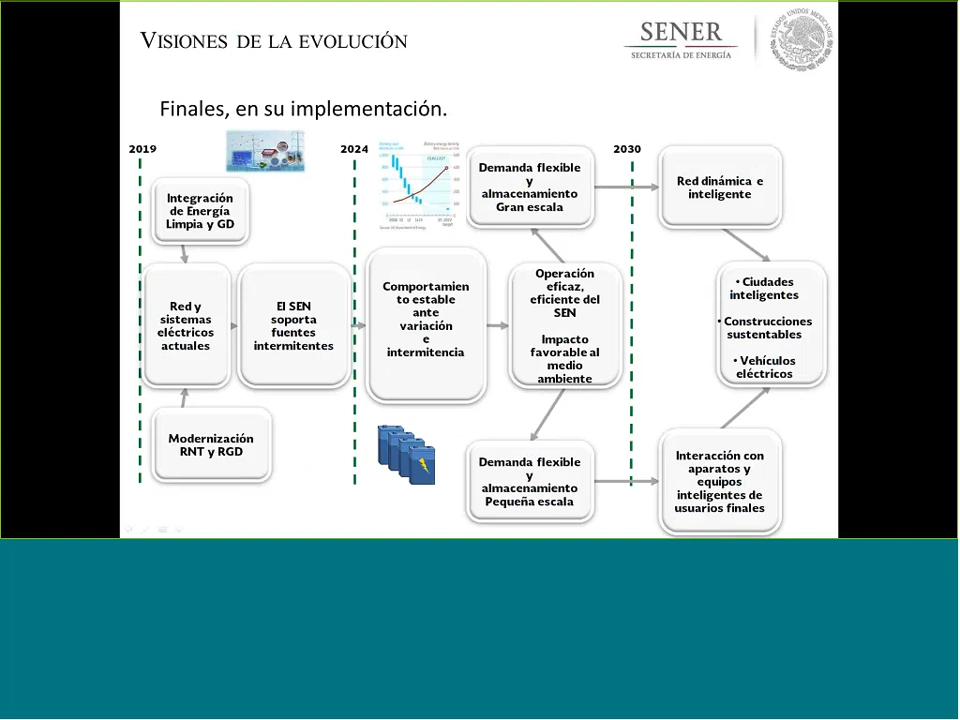 VISIONES DE LA EVOLUCIÓN
SENER
SECRETARÍA DE ENERGÍA
ESTADOS UNIDOS MEXICANOS
Finales, en su implementación.
2019
2024
2030
Integración
de Energía
Limpia y GD
Red y
sistemas
eléctricos
actuales
Modernización
RNT y RGD
El SEN
soporta
fuentes
intermitentes
Comportamien
to estable
ante
variación
e
intermitencia
Demanda flexible
y
almacenamiento
Gran escala
Operación
eficaz,
eficiente del
SEN
Impacto
favorable al
medio
ambiente
Demanda flexible
y
almacenamiento
Pequeña escala
Red dinámica e
inteligente
• Ciudades
inteligentes
• Construcciones
sustentables
• Vehículos
eléctricos
Interacción con
aparatos y
equipos
inteligentes de
usuarios finales